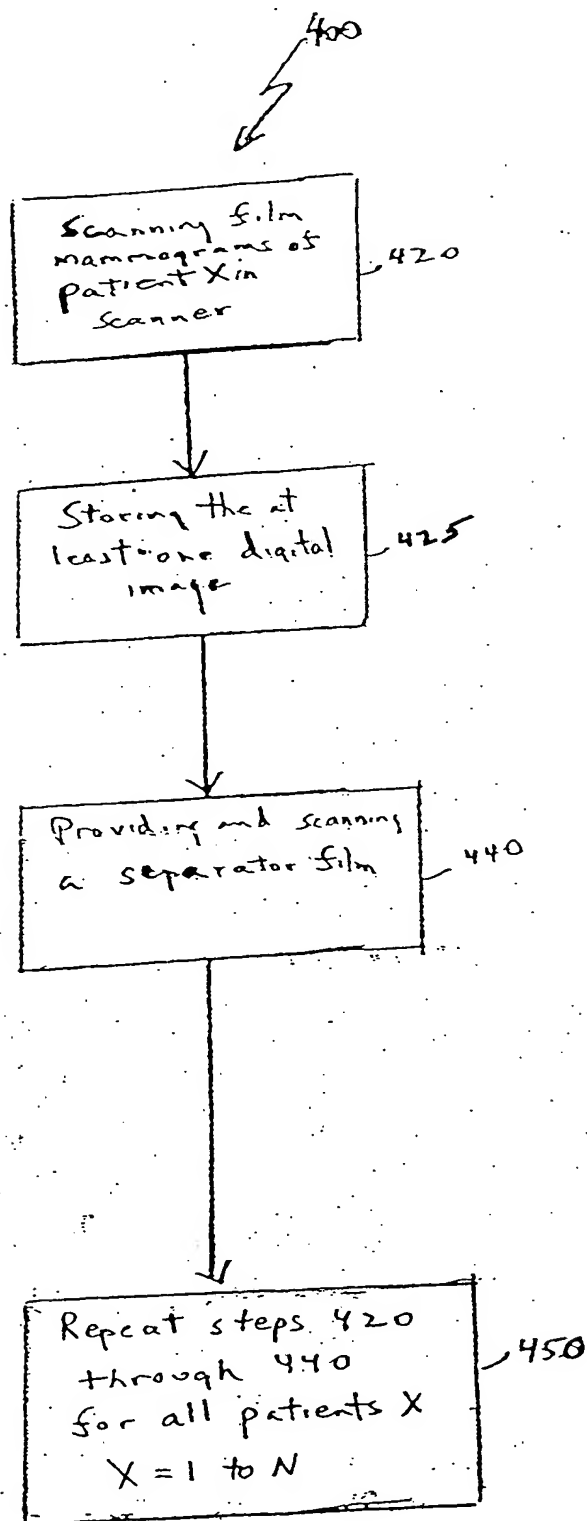 400
Scanning film
mammograms of
patient X in
scanner
420
Storing the at
least one digital
image
425
Providing and scanning
a separator film
440
Repeat steps 420
through 440
for all patients X
X = 1 to N
450